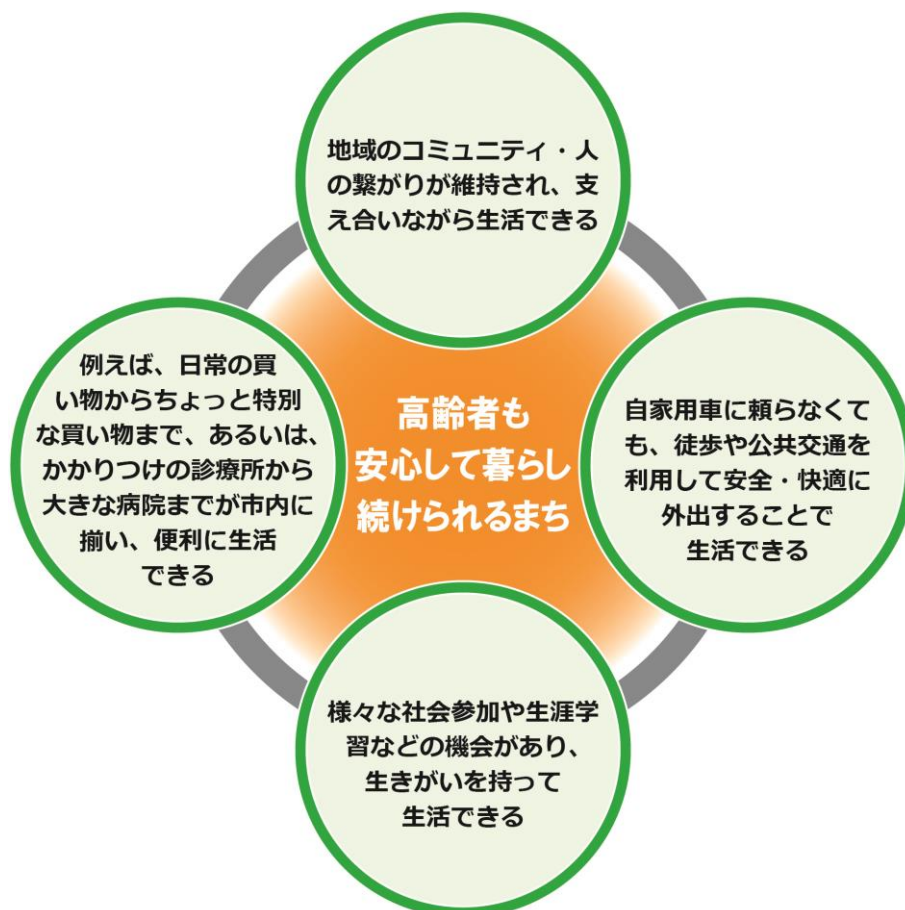 地域のコミュニティ・人
の繋がりが維持され、支
え合いながら生活できる
例えば、日常の買
い物からちょっと特別
な買い物まで、あるいは、
かかりつけの診療所から
大きな病院までが市内に
揃い、便利に生活
できる
高齢者も
安心して暮らし
続けられるまち
自家用車に頼らなくて
も、徒歩や公共交通を
利用して安全・快適に
外出することで
生活できる
様々な社会参加や生涯学
習などの機会があり、
生きがいを持って
生活できる